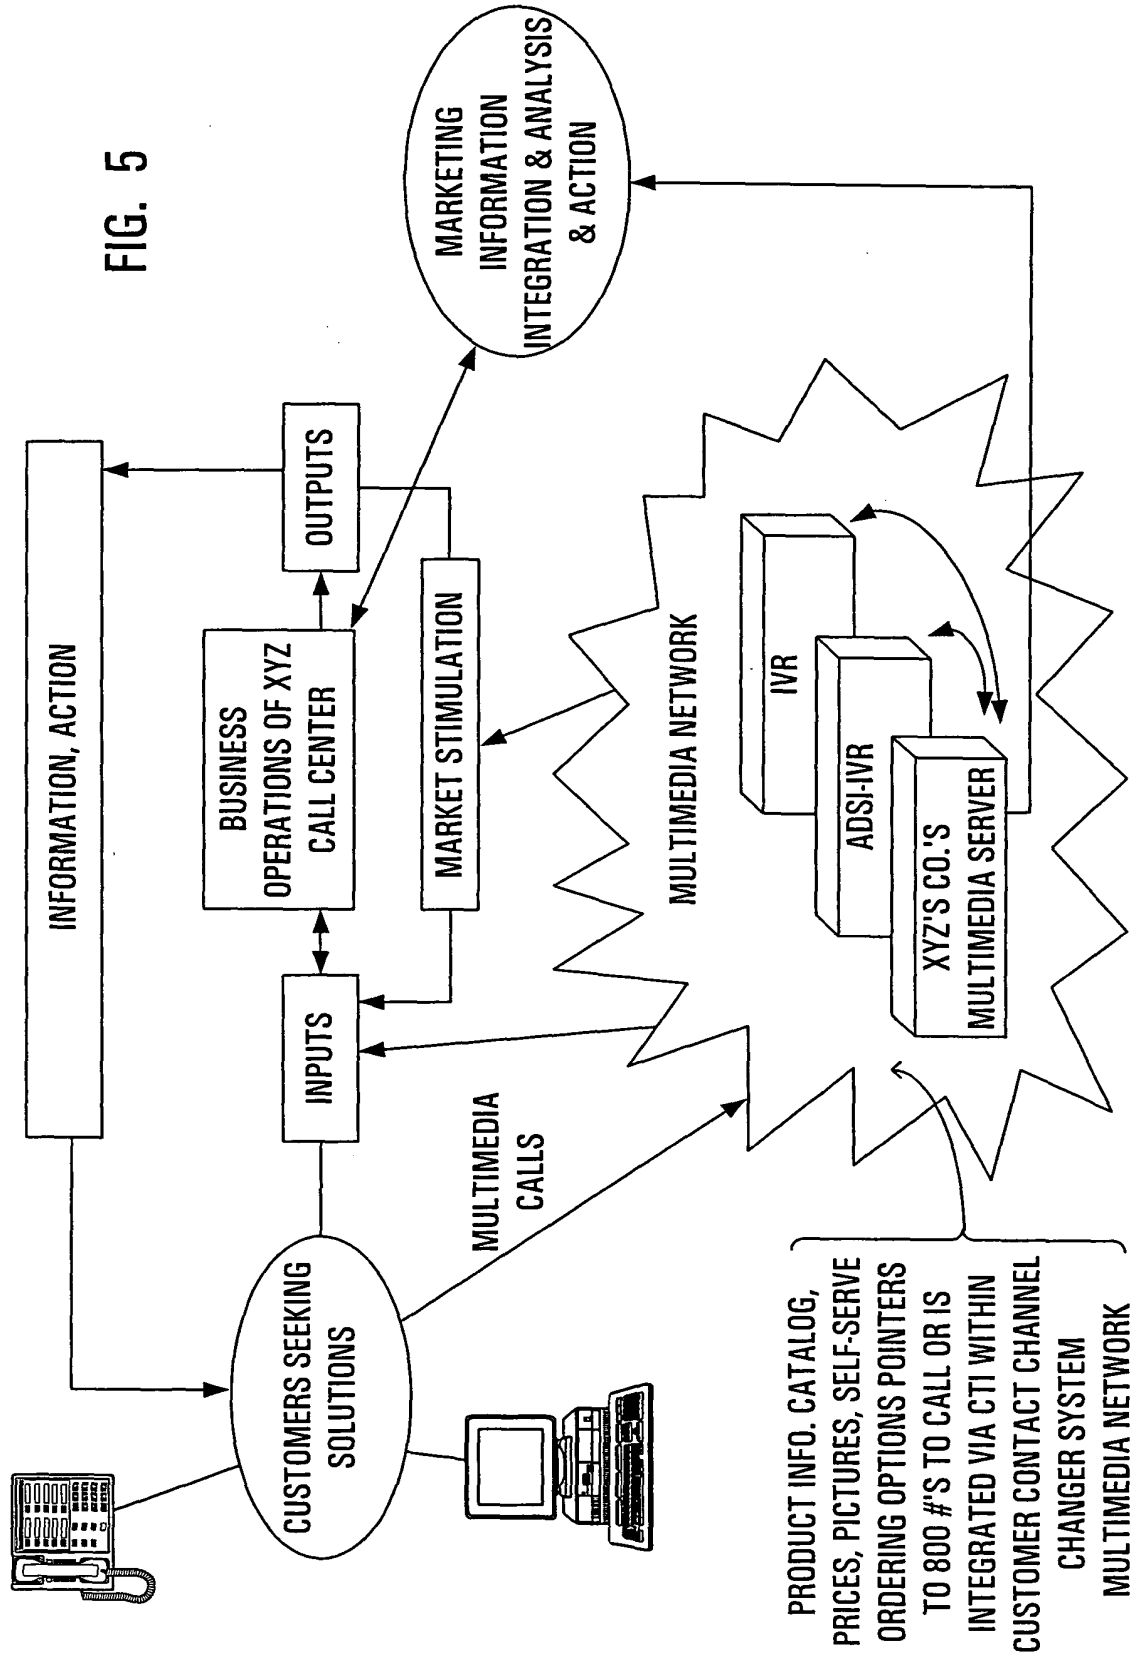 FIG. 5
INFORMATION, ACTION
OUTPUTS
BUSINESS
OPERATIONS OF XYZ
CALL CENTER
INPUTS
MARKET STIMULATION
MARKETING
INFORMATION
INTEGRATION & ANALYSIS
& ACTION
CUSTOMERS SEEKING
SOLUTIONS
MULTIMEDIA
CALLS
MULTIMEDIA NETWORK
IVR
ADSI-IVR
XYZ'S CO.'S
MULTIMEDIA SERVER
PRODUCT INFO. CATALOG,
PRICES, PICTURES, SELF-SERVE
ORDERING OPTIONS POINTERS
TO 800 #'S TO CALL OR IS
INTEGRATED VIA CTI WITHIN
CUSTOMER CONTACT CHANNEL
CHANGER SYSTEM
MULTIMEDIA NETWORK